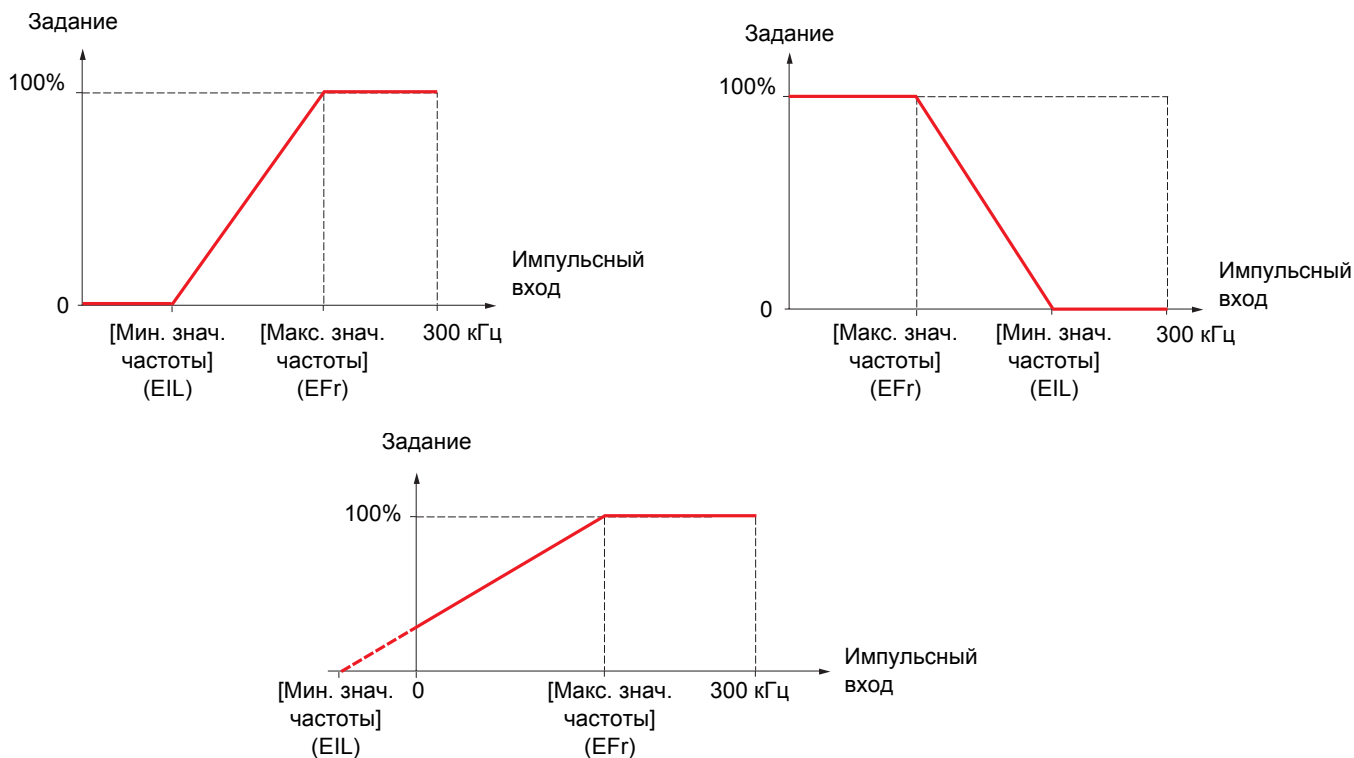 Задание
100%
0
Импульсный
вход
[Мин. знач.
частоты]
(EIL)
[Макс. знач.
частоты]
(EFr)
300 кГц
Задание
100%
0
Импульсный
вход
[Макс. знач.
частоты]
(EFr)
[Мин. знач.
частоты]
(EIL)
300 кГц
Задание
100%
Импульсный
вход
[Мин. знач.
частоты]
(EIL)
0
[Макс. знач.
частоты]
(EFr)
300 кГц